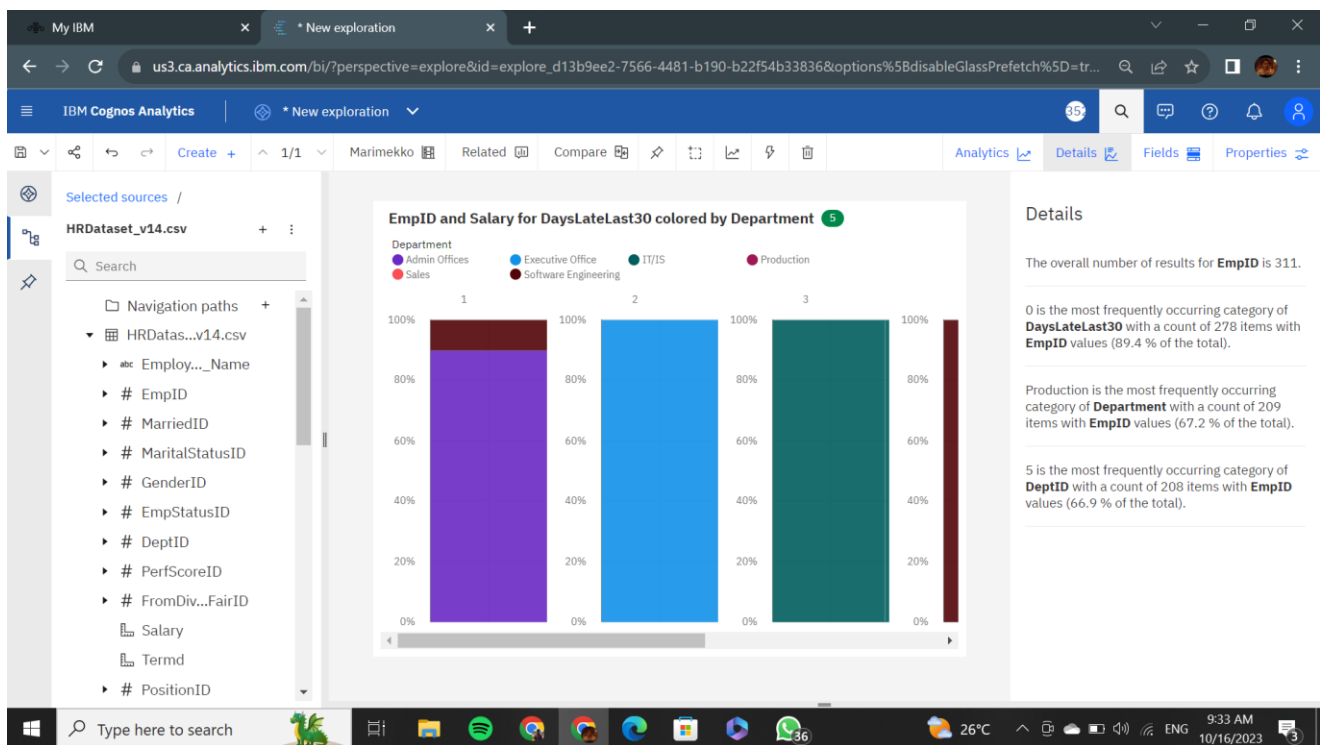 My IBM
* New exploration
us3.ca.analytics.ibm.com/bi/?perspective=explore&id=explore_d13b9ee2-7566-4481-b190-b22f54b33836&options%5BdisableGlassPrefetch%5D=tr...
IBM Cognos Analytics
* New exploration
352
Create +
1/1
Marimekko
Related
Compare
Analytics
Details
Fields
Properties
Selected sources /
HRDataset_v14.csv
Search
Navigation paths +
HRDatas...v14.csv
abc Employ..._Name
# EmpID
# MarriedID
# MaritalStatusID
# GenderID
# EmpStatusID
# DeptID
# PerfScoreID
# FromDiv...FairID
Salary
Termd
# PositionID
EmpID and Salary for DaysLateLast30 colored by Department 5
Department
Admin Offices Executive Office IT/IS Production
Sales Software Engineering
1 2 3
100% 100% 100% 100%
80% 80% 80% 80%
60% 60% 60% 60%
40% 40% 40% 40%
20% 20% 20% 20%
0% 0% 0% 0%
Details
The overall number of results for EmpID is 311.
0 is the most frequently occurring category of
DaysLateLast30 with a count of 278 items with
EmpID values (89.4 % of the total).
Production is the most frequently occurring
category of Department with a count of 209
items with EmpID values (67.2 % of the total).
5 is the most frequently occurring category of
DeptID with a count of 208 items with EmpID
values (66.9 % of the total).
Type here to search
36
26°C
ENG
9:33 AM
10/16/2023
3